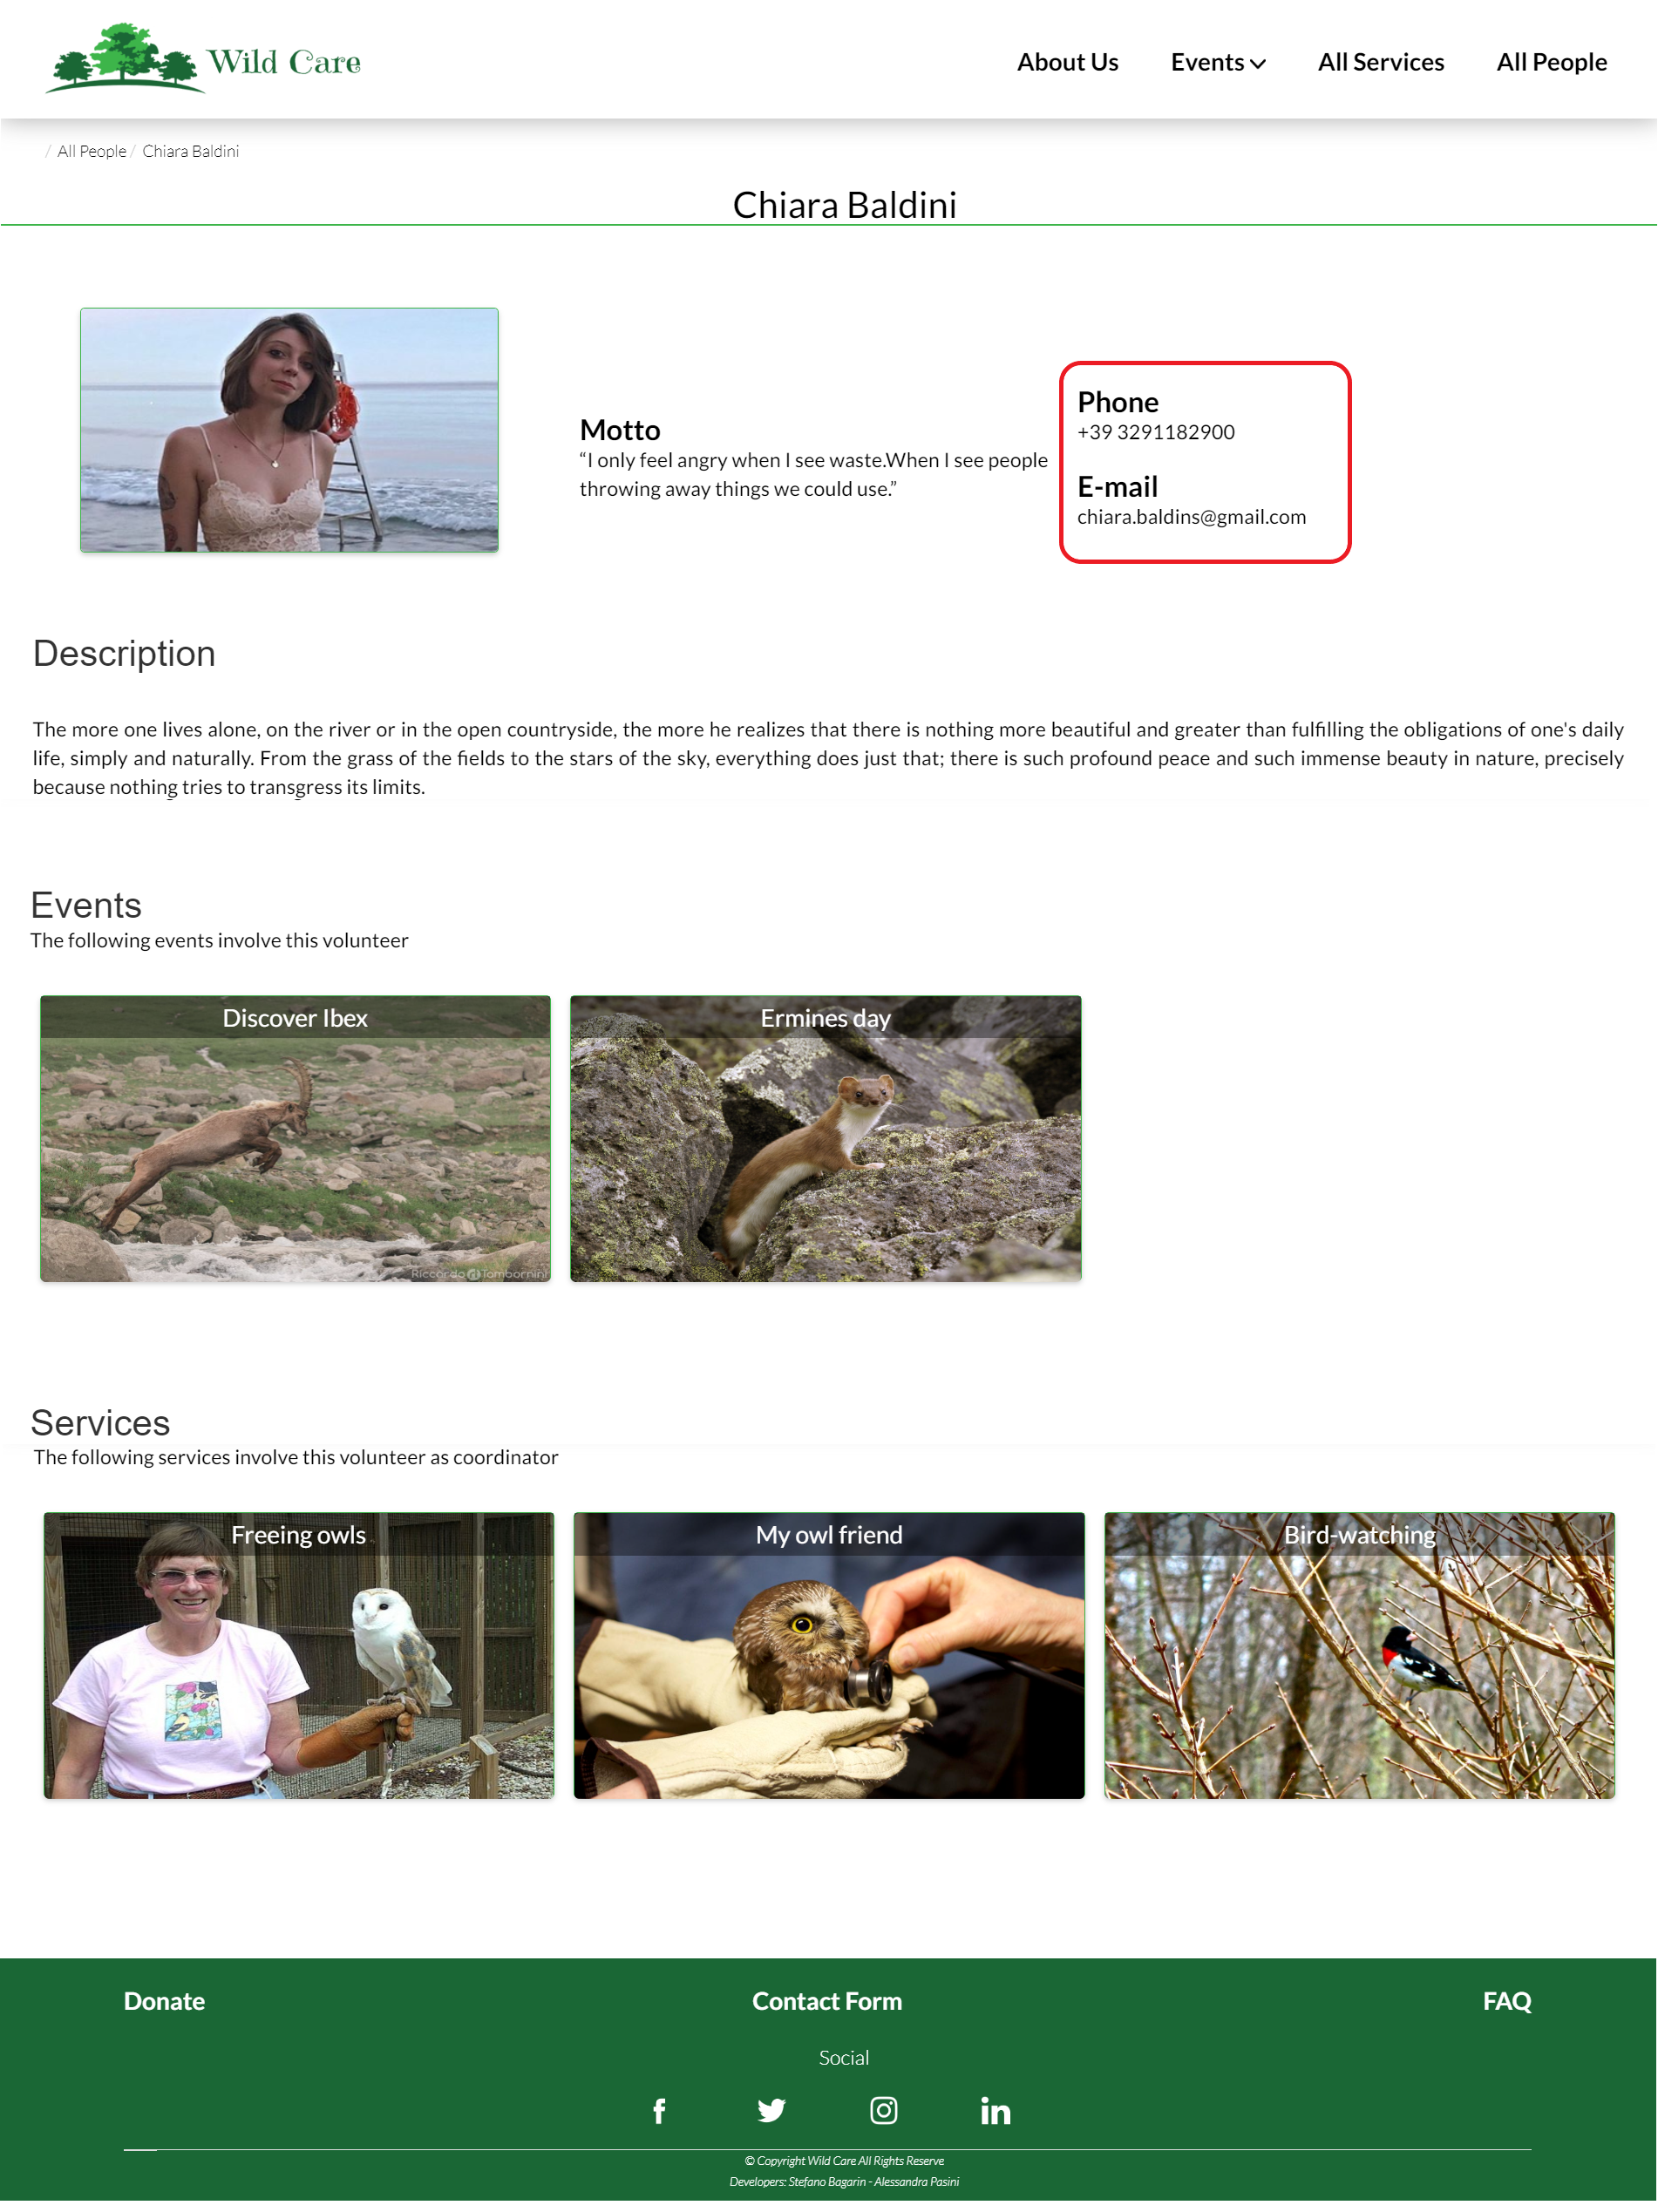 Wild Care
About Us
Events
All Services
All People
/ All People / Chiara Baldini
Chiara Baldini
Motto
“I only feel angry when I see waste.When I see people
throwing away things we could use.”
Phone
+39 3291182900
E-mail
chiara.baldins@gmail.com
Description
The more one lives alone, on the river or in the open countryside, the more he realizes that there is nothing more beautiful and greater than fulfilling the obligations of one's daily
life, simply and naturally. From the grass of the fields to the stars of the sky, everything does just that; there is such profound peace and such immense beauty in nature, precisely
because nothing tries to transgress its limits.
Events
The following events involve this volunteer
Discover Ibex
Ermines day
Riccardo Tambornini
Services
The following services involve this volunteer as coordinator
Freeing owls
My owl friend
Bird-watching
Donate
Contact Form
FAQ
Social
© Copyright Wild Care All Rights Reserve
Developers: Stefano Bagarin - Alessandra Pasini